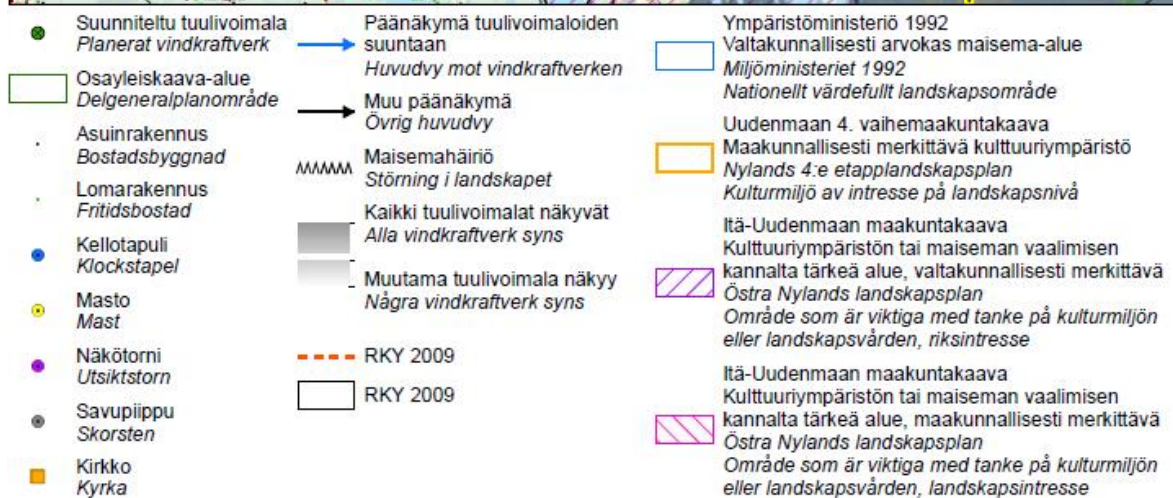 Suunniteltu tuulivoimala
Planerat vindkraftverk
Osayleiskaava-alue
Delgeneralplanområde
Asuinrakennus
Bostadsbyggnad
Lomarakennus
Fritidsbostad
Kellotapuli
Klockstapel
Masto
Mast
Näkötorni
Utsiktstorn
Savupiippu
Skorsten
Kirkko
Kyrka
Päänäkymä tuulivoimaloiden
suuntaan
Huvudvy mot vindkraftverken
Muu päänäkymä
Övrig huvudvy
Maisemahäiriö
Störning i landskapet
Kaikki tuulivoimalat näkyvät
Alla vindkraftverk syns
Muutama tuulivoimala näkyy
Några vindkraftverk syns
RKY 2009
RKY 2009
Ympäristöministeriö 1992
Valtakunnallisesti arvokas maisema-alue
Miljöministeriet 1992
Nationellt värdefullt landskapsområde
Uudenmaan 4. vaihemaakuntakaava
Maakunnallisesti merkittävä kulttuuriympäristö
Nylands 4:e etapplandskapsplan
Kulturmiljö av intresse på landskapsnivå
Itä-Uudenmaan maakuntakaava
Kulttuuriympäristön tai maiseman vaalimisen
kannalta tärkeä alue, valtakunnallisesti merkittävä
Östra Nylands landskapsplan
Område som är viktiga med tanke på kulturmiljön
eller landskapsvården, riksintresse
Itä-Uudenmaan maakuntakaava
Kulttuuriympäristön tai maiseman vaalimisen
kannalta tärkeä alue, maakunnallisesti merkittävä
Östra Nylands landskapsplan
Område som är viktiga med tanke på kulturmiljön
eller landskapsvården, landskapsintresse